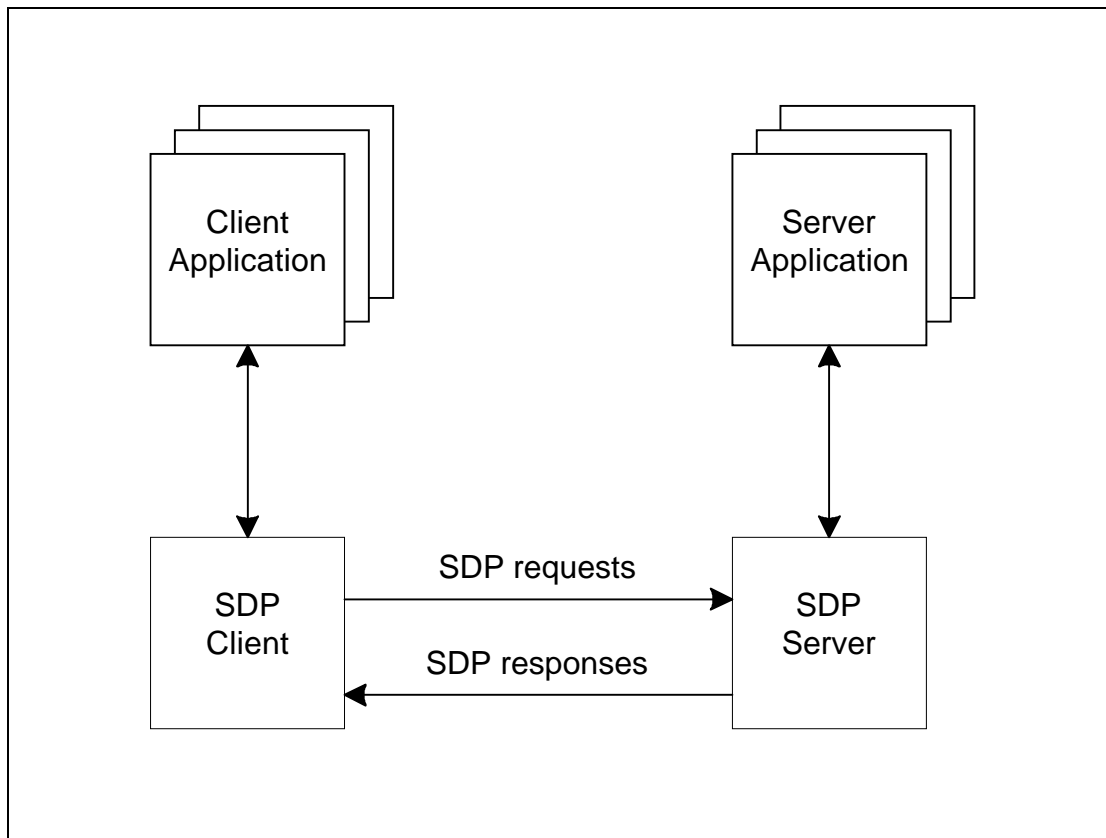 Client
Application
Server
Application
SDP requests
SDP
Client
SDP
Server
SDP responses